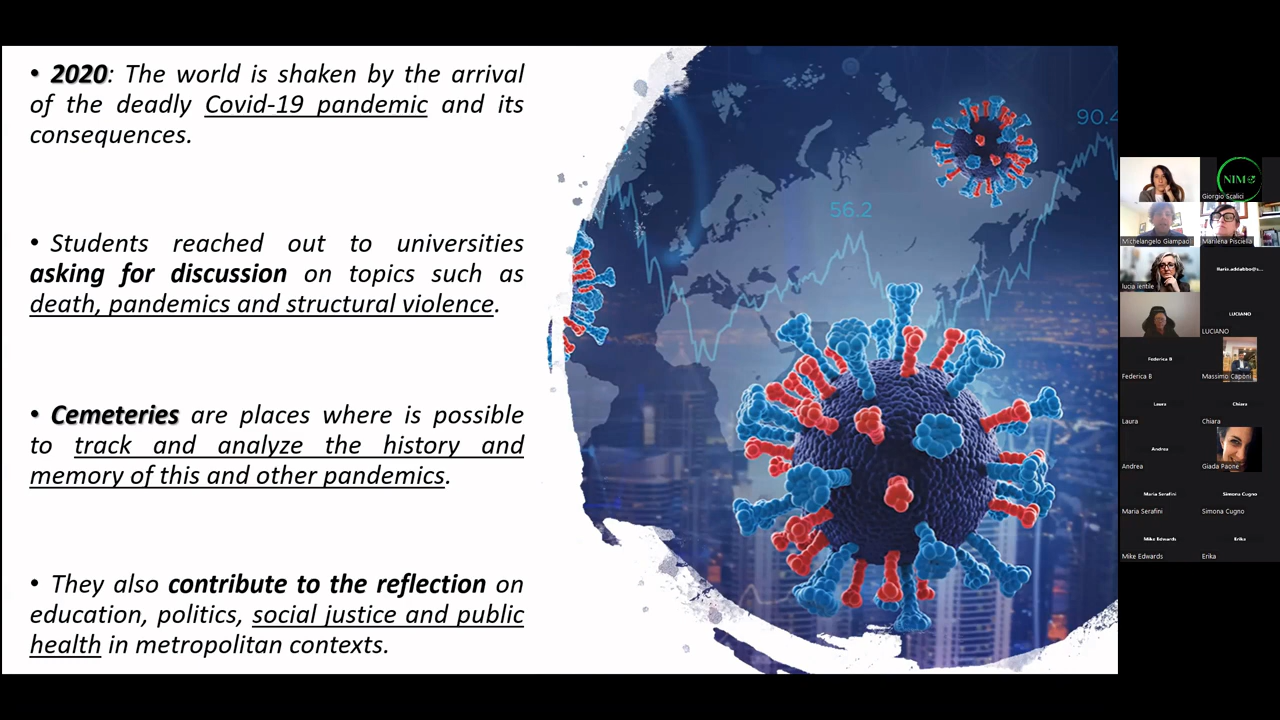 • 2020: The world is shaken by the arrival
of the deadly Covid-19 pandemic and its
consequences.
• Students reached out to universities
asking for discussion on topics such as
death, pandemics and structural violence.
• Cemeteries are places where is possible
to track and analyze the history and
memory of this and other pandemics.
• They also contribute to the reflection on
education, politics, social justice and public
health in metropolitan contexts.
56.2
90.4
NIM
Giorgio Scalici
Michelangelo Giampao
Marilena Pisciella
lucia ientile
ilario.addabbo@s...
LUCIANO
LUCIANO
Federica B
Federica B
Massimo Caponi
Laura
Laura
Chiara
Chiara
Andrea
Andrea
Giada Paone
Maria Serafini
Maria Serafini
Simona Cugno
Simona Cugno
Mike Edwards
Mike Edwards
Erika
Erika